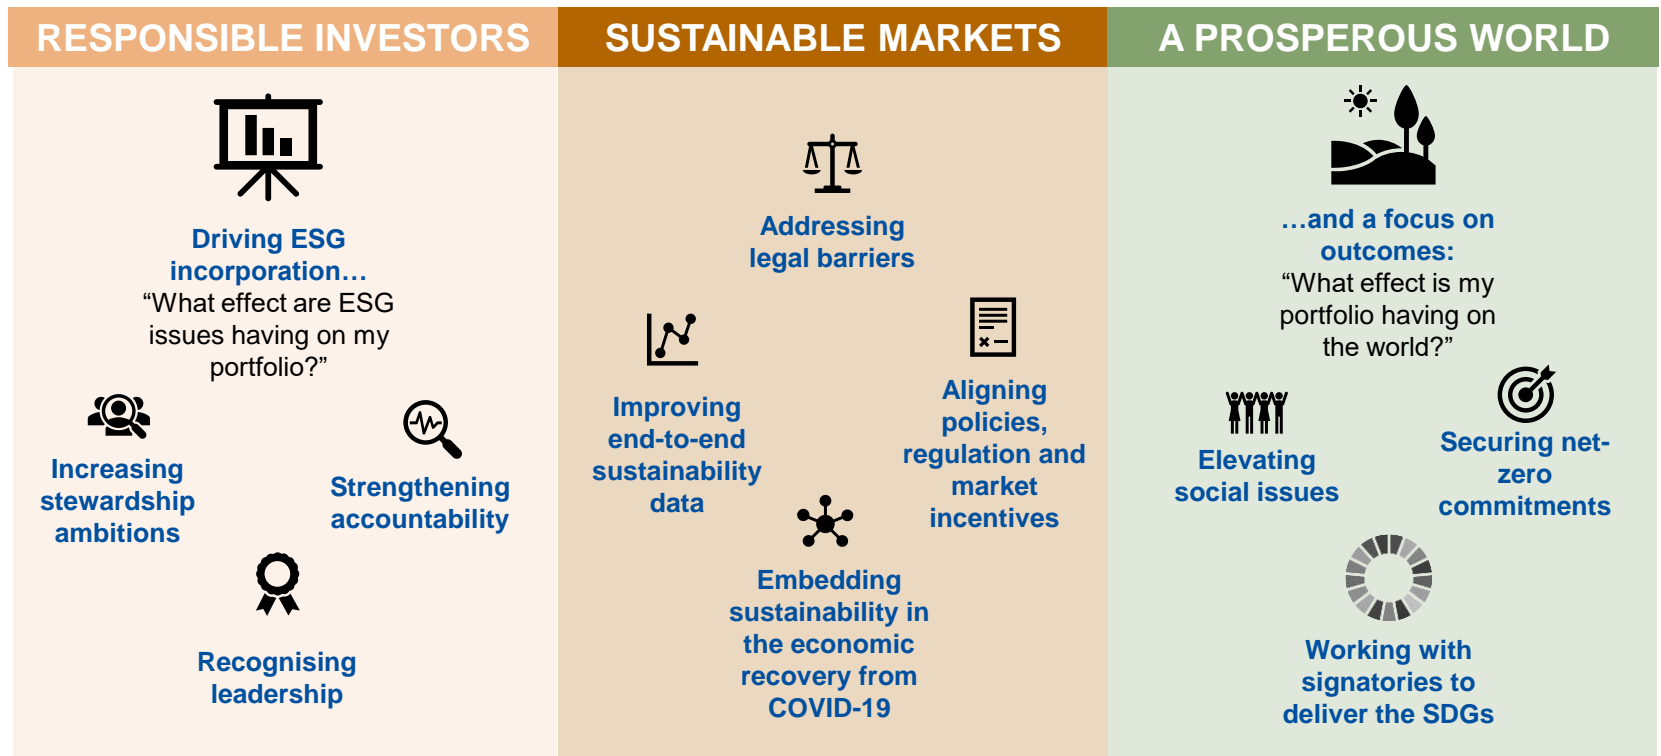 RESPONSIBLE INVESTORS
Driving ESG
incorporation…
“What effect are ESG
issues having on my
portfolio?”
Increasing
stewardship
ambitions
Strengthening
accountability
Recognising
leadership
SUSTAINABLE MARKETS
Addressing
legal barriers
Improving
end-to-end
sustainability
data
Aligning
policies,
regulation and
market
incentives
Embedding
sustainability in
the economic
recovery from
COVID-19
A PROSPEROUS WORLD
…and a focus on
outcomes:
“What effect is my
portfolio having on
the world?”
Elevating
social issues
Securing net-
zero
commitments
Working with
signatories to
deliver the SDGs